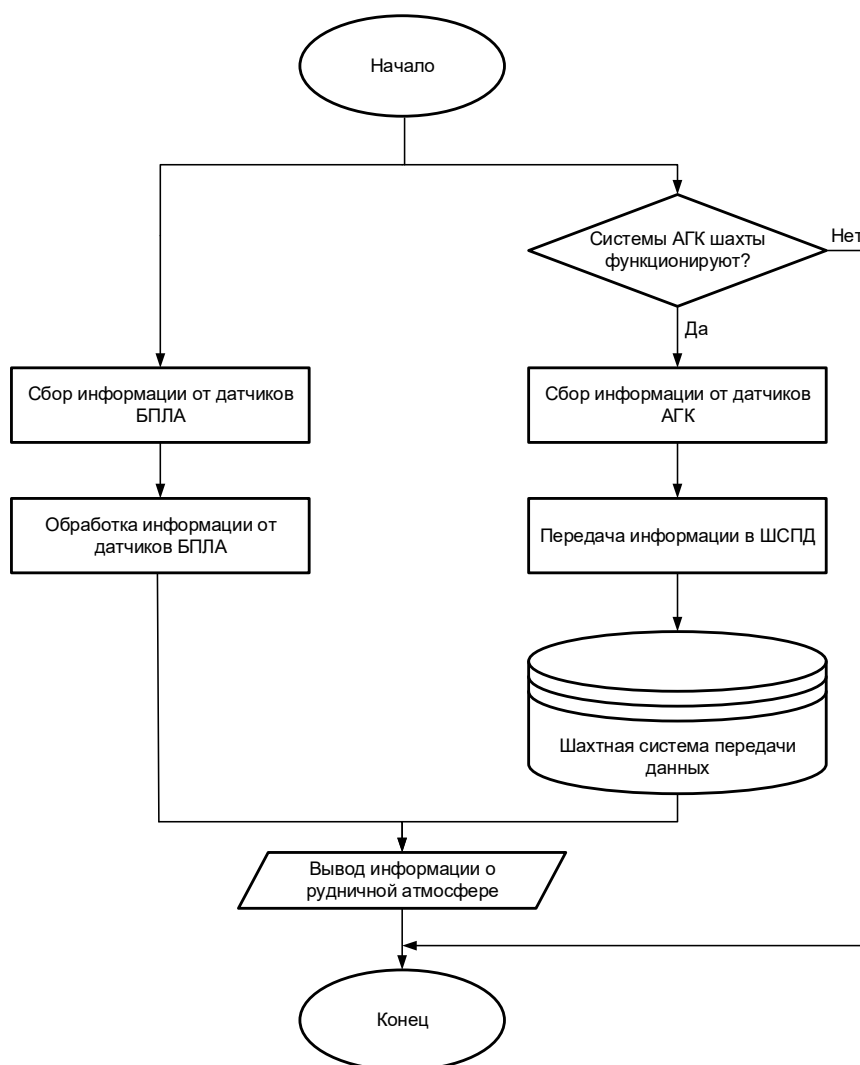 Начало
Системы АГК шахты
функционируют?
Нет
Да
Сбор информации от датчиков
БПЛА
Сбор информации от датчиков
АГК
Обработка информации от
датчиков БПЛА
Передача информации в ШСПД
Шахтная система передачи
данных
Вывод информации о
рудничной атмосфере
Конец